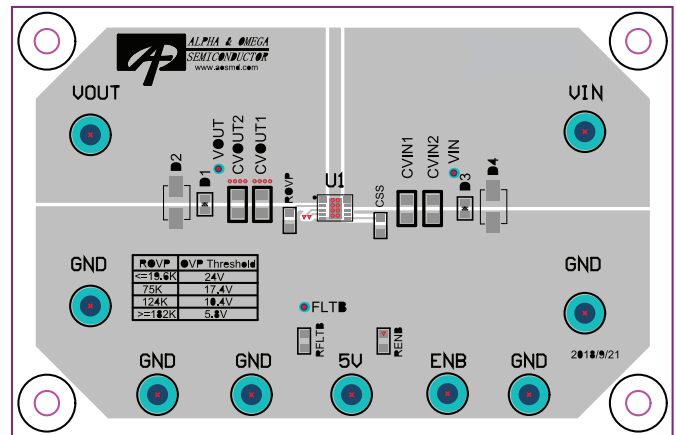 ALPHA & OMEGA
SEMICONDUCTOR
www.aosmd.com
VOUT
VIN
D2
D1
VOUT
CVOUT2
CVOUT1
ROVP
U1
CSS
CVIN1
CVIN2
VIN
D3
D4
GND
GND
ROVP OVP Threshold
<=19.6K 24V
75K 17.4V
124K 10.4V
>=182K 5.8V
FLTB
RFLTB
RENB
2018/9/21
GND
GND
5V
ENB
GND